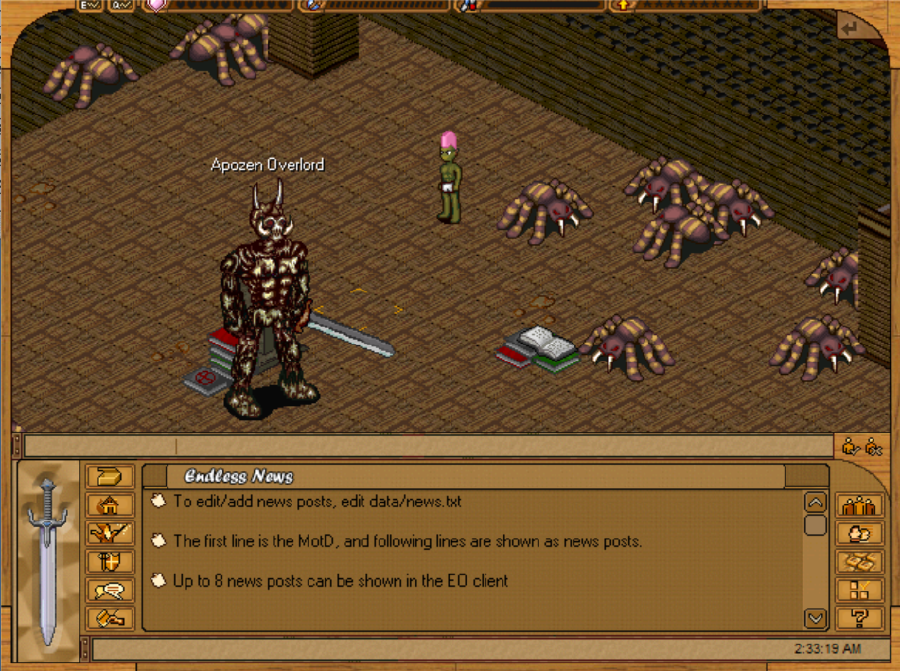 Apozen Overlord
Endless News
To edit/add news posts, edit data/news.txt
The first line is the MotD, and following lines are shown as news posts.
Up to 8 news posts can be shown in the EO client
2:33:19 AM